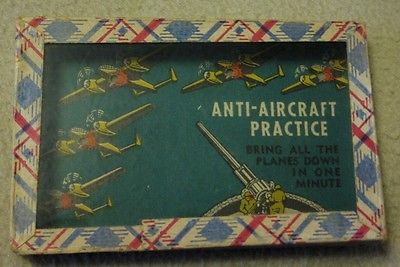 ANTI-AIRCRAFT
PRACTICE
BRING ALL THE
PLANES DOWN
IN ONE
MINUTE